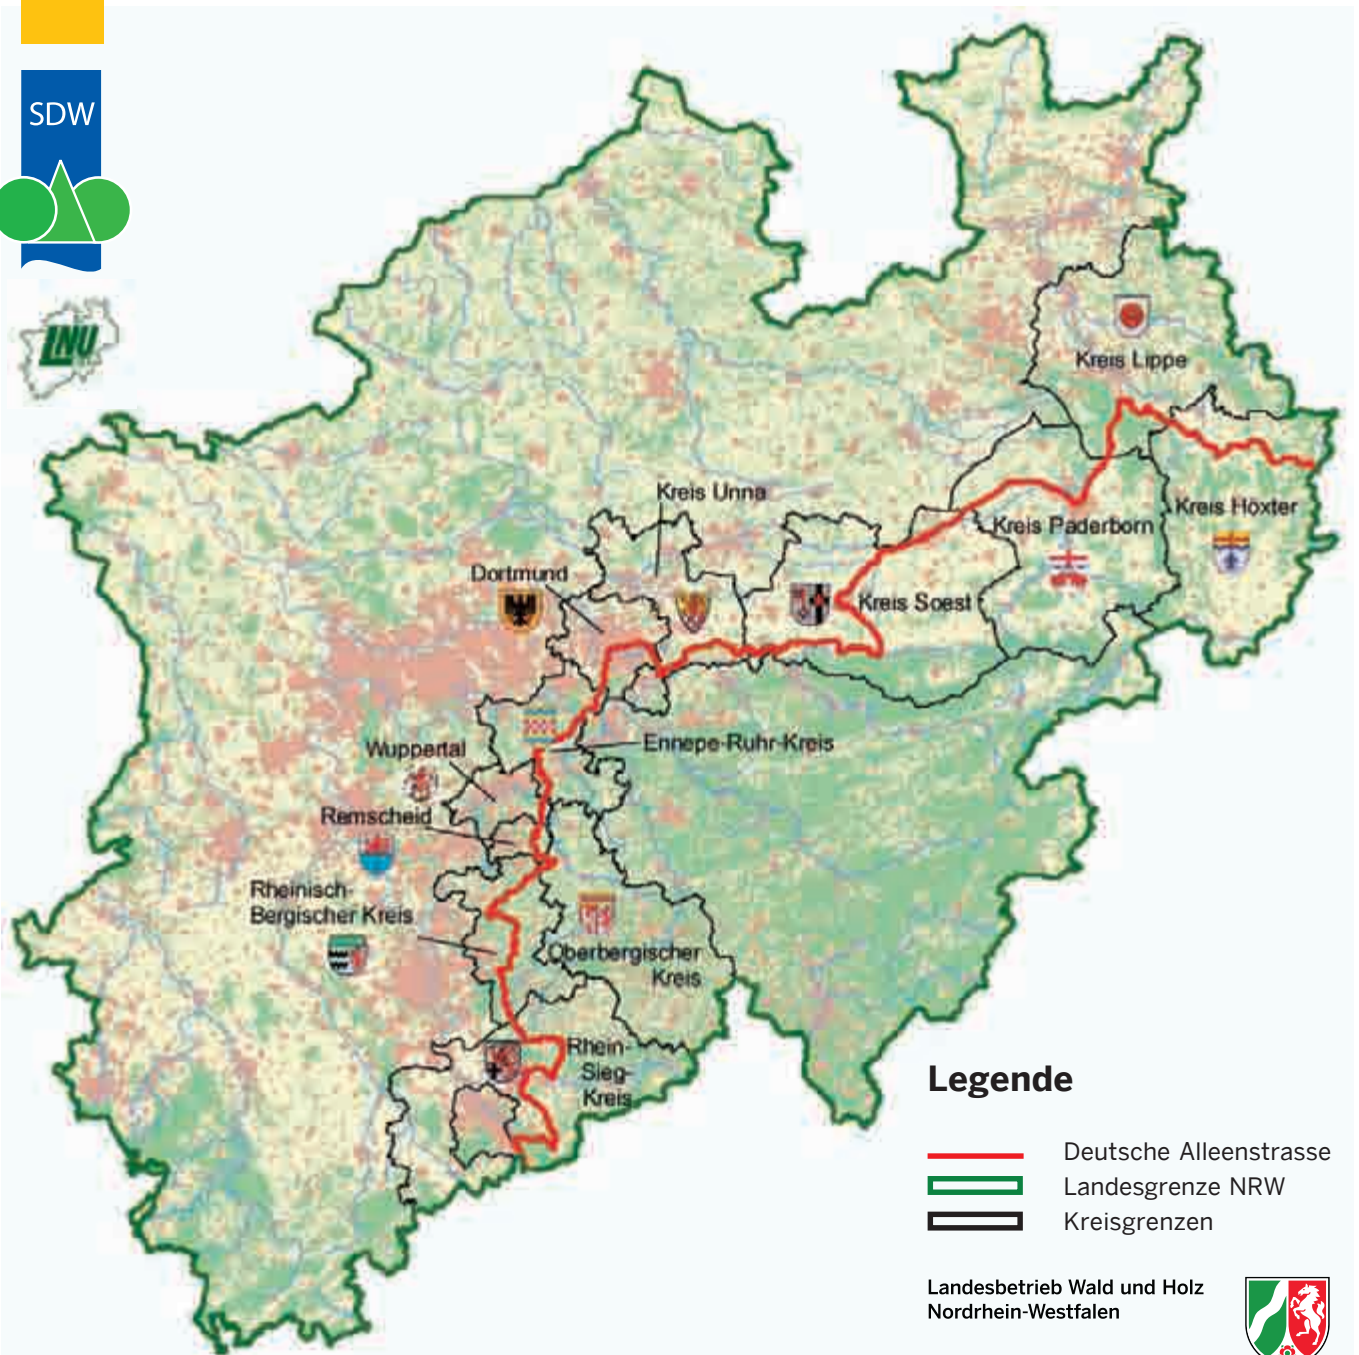 SDW
LNU
Kreis Lippe
Kreis Unna
Kreis Höxter
Kreis Paderborn
Dortmund
Kreis Soest
Ennepe-Ruhr-Kreis
Wuppertal
Remscheid
Rheinisch-
Bergischer Kreis
Oberbergischer
Kreis
Rhein-
Sieg-
Kreis
Legende
Deutsche Alleenstrasse
Landesgrenze NRW
Kreisgrenzen
Landesbetrieb Wald und Holz
Nordrhein-Westfalen